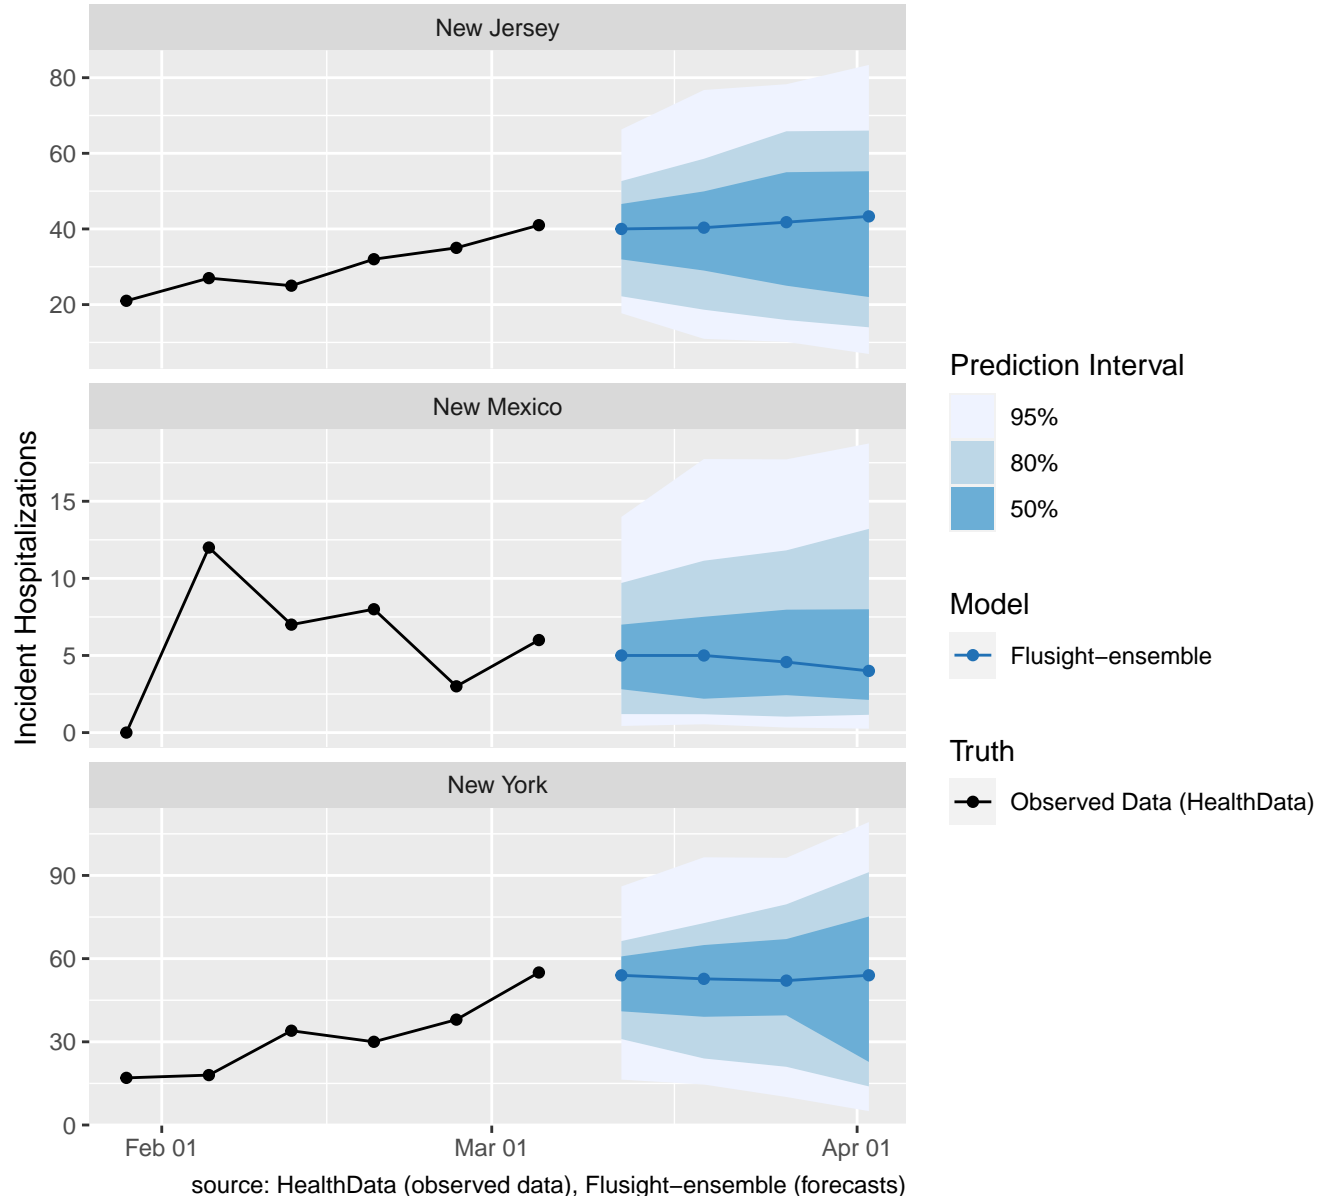 New Jersey
80
60
40
20
New Mexico
15
10
5
0
New York
90
60
30
0
Feb 01
Mar 01
Apr 01
Incident Hospitalizations
source: HealthData (observed data), Flusight−ensemble (forecasts)
Prediction Interval
95%
80%
50%
Model
Flusight−ensemble
Truth
Observed Data (HealthData)